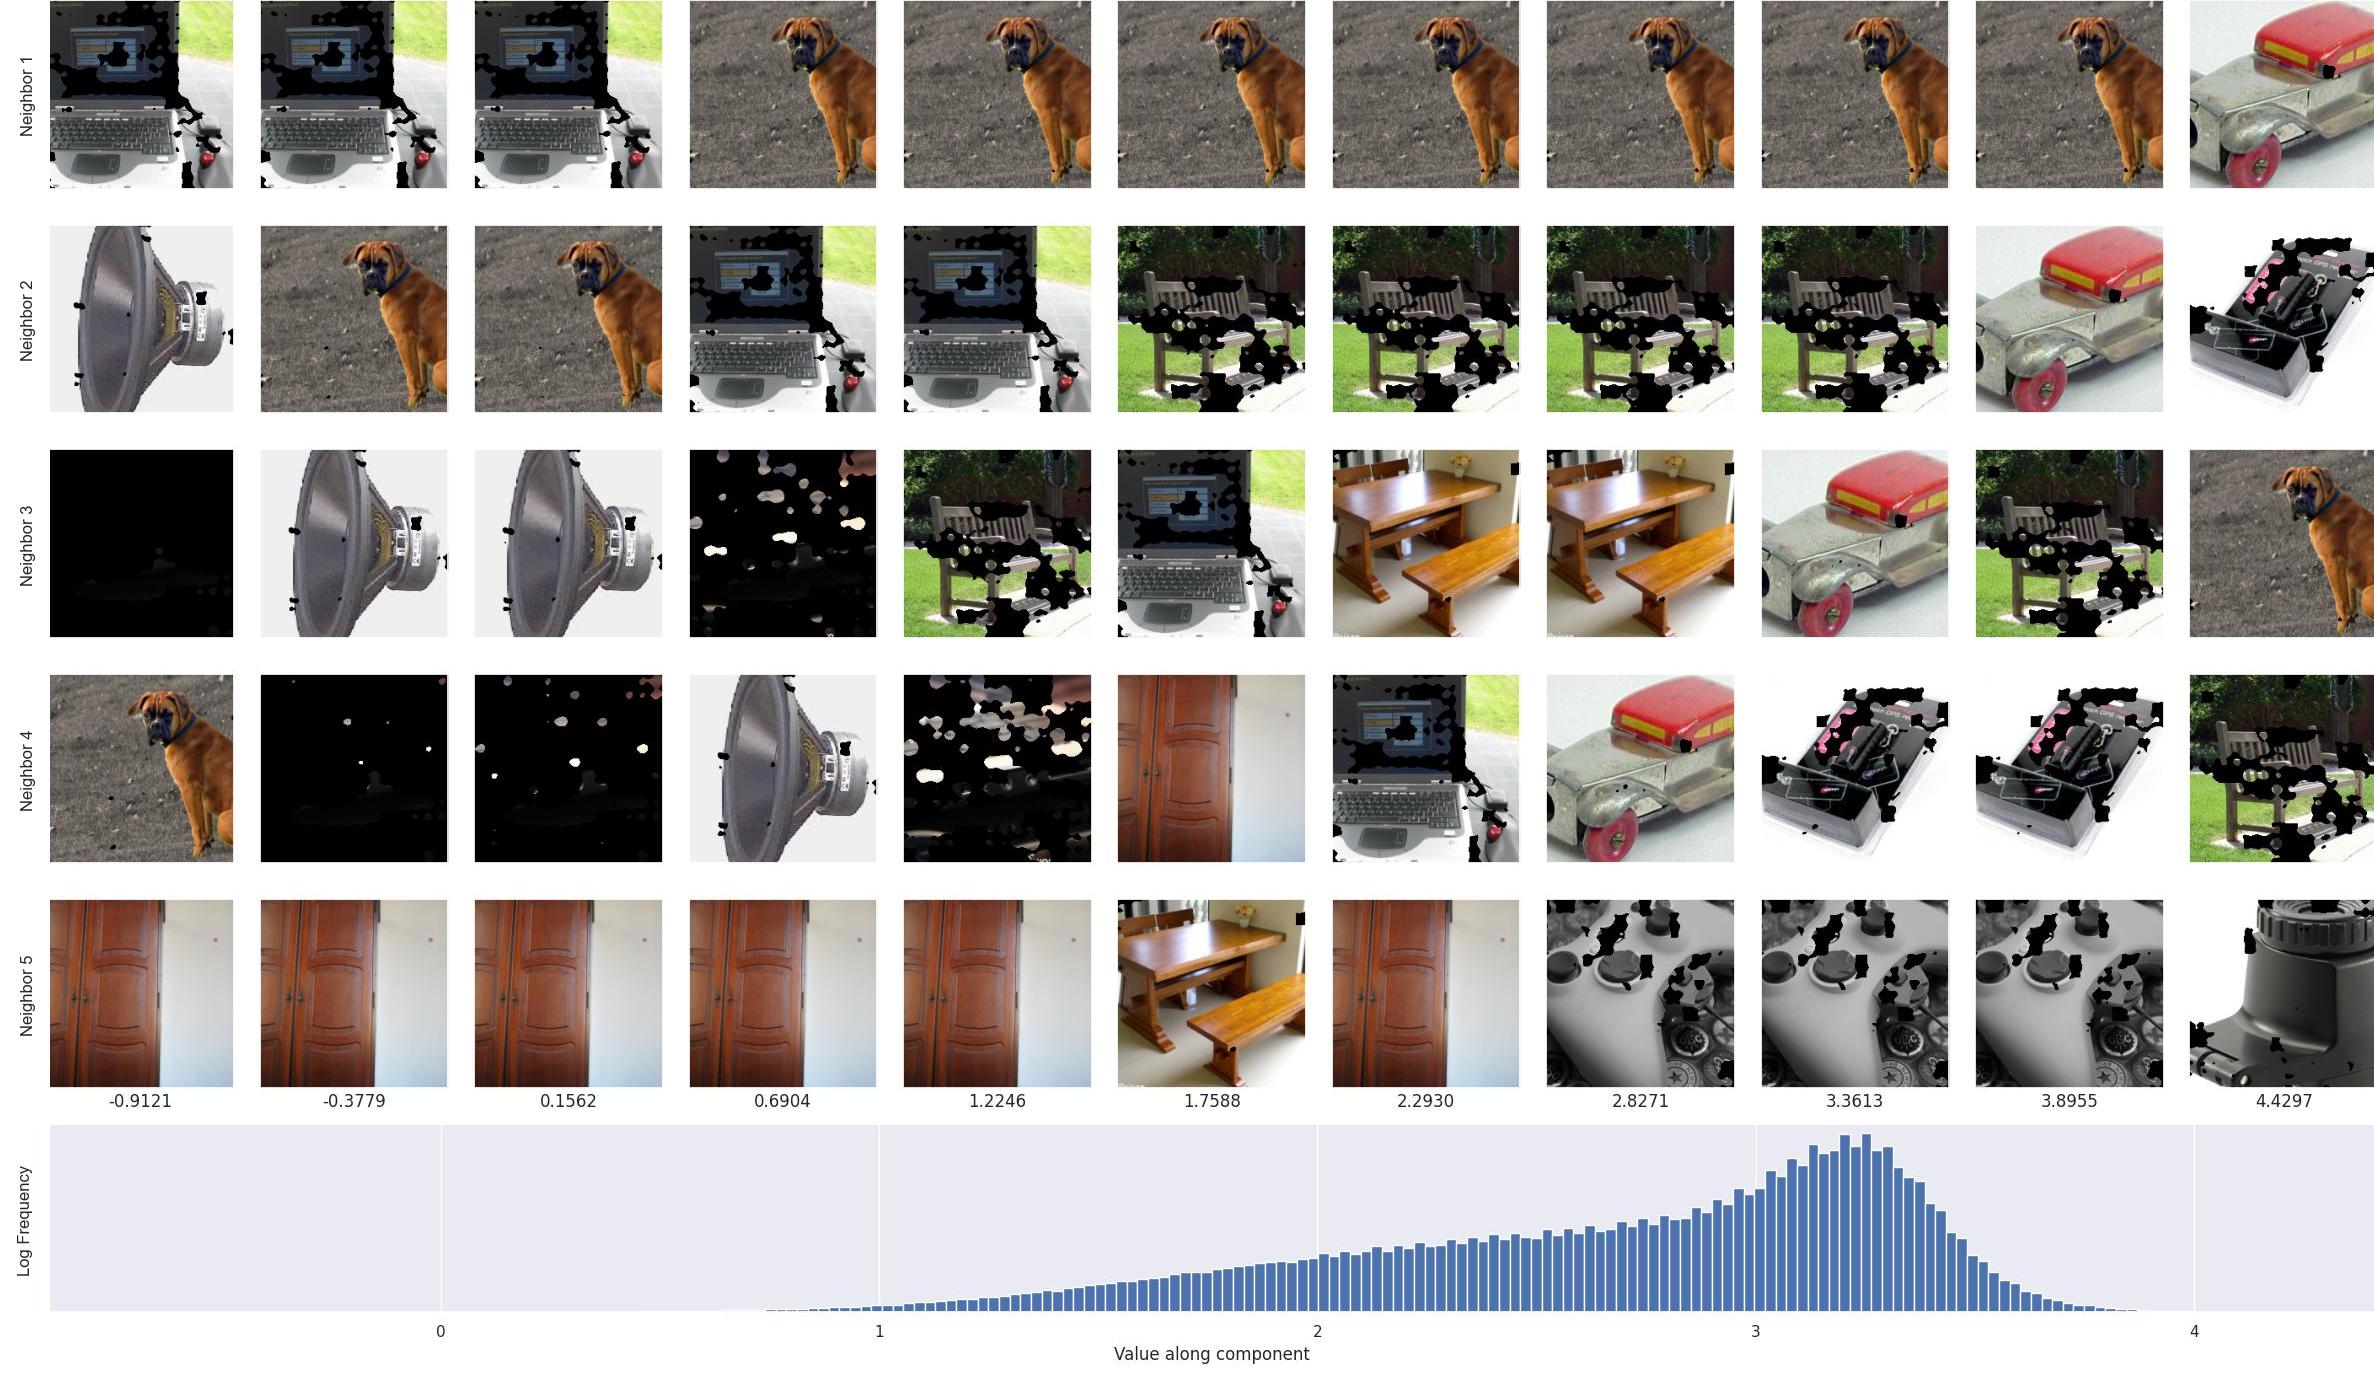 Neighbor 1
Neighbor 2
Neighbor 3
Neighbor 4
Neighbor 5
-0.9121
-0.3779
0.1562
0.6904
1.2246
1.7588
2.2930
2.8271
3.3613
3.8955
4.4297
Log Frequency
0
1
2
3
4
Value along component